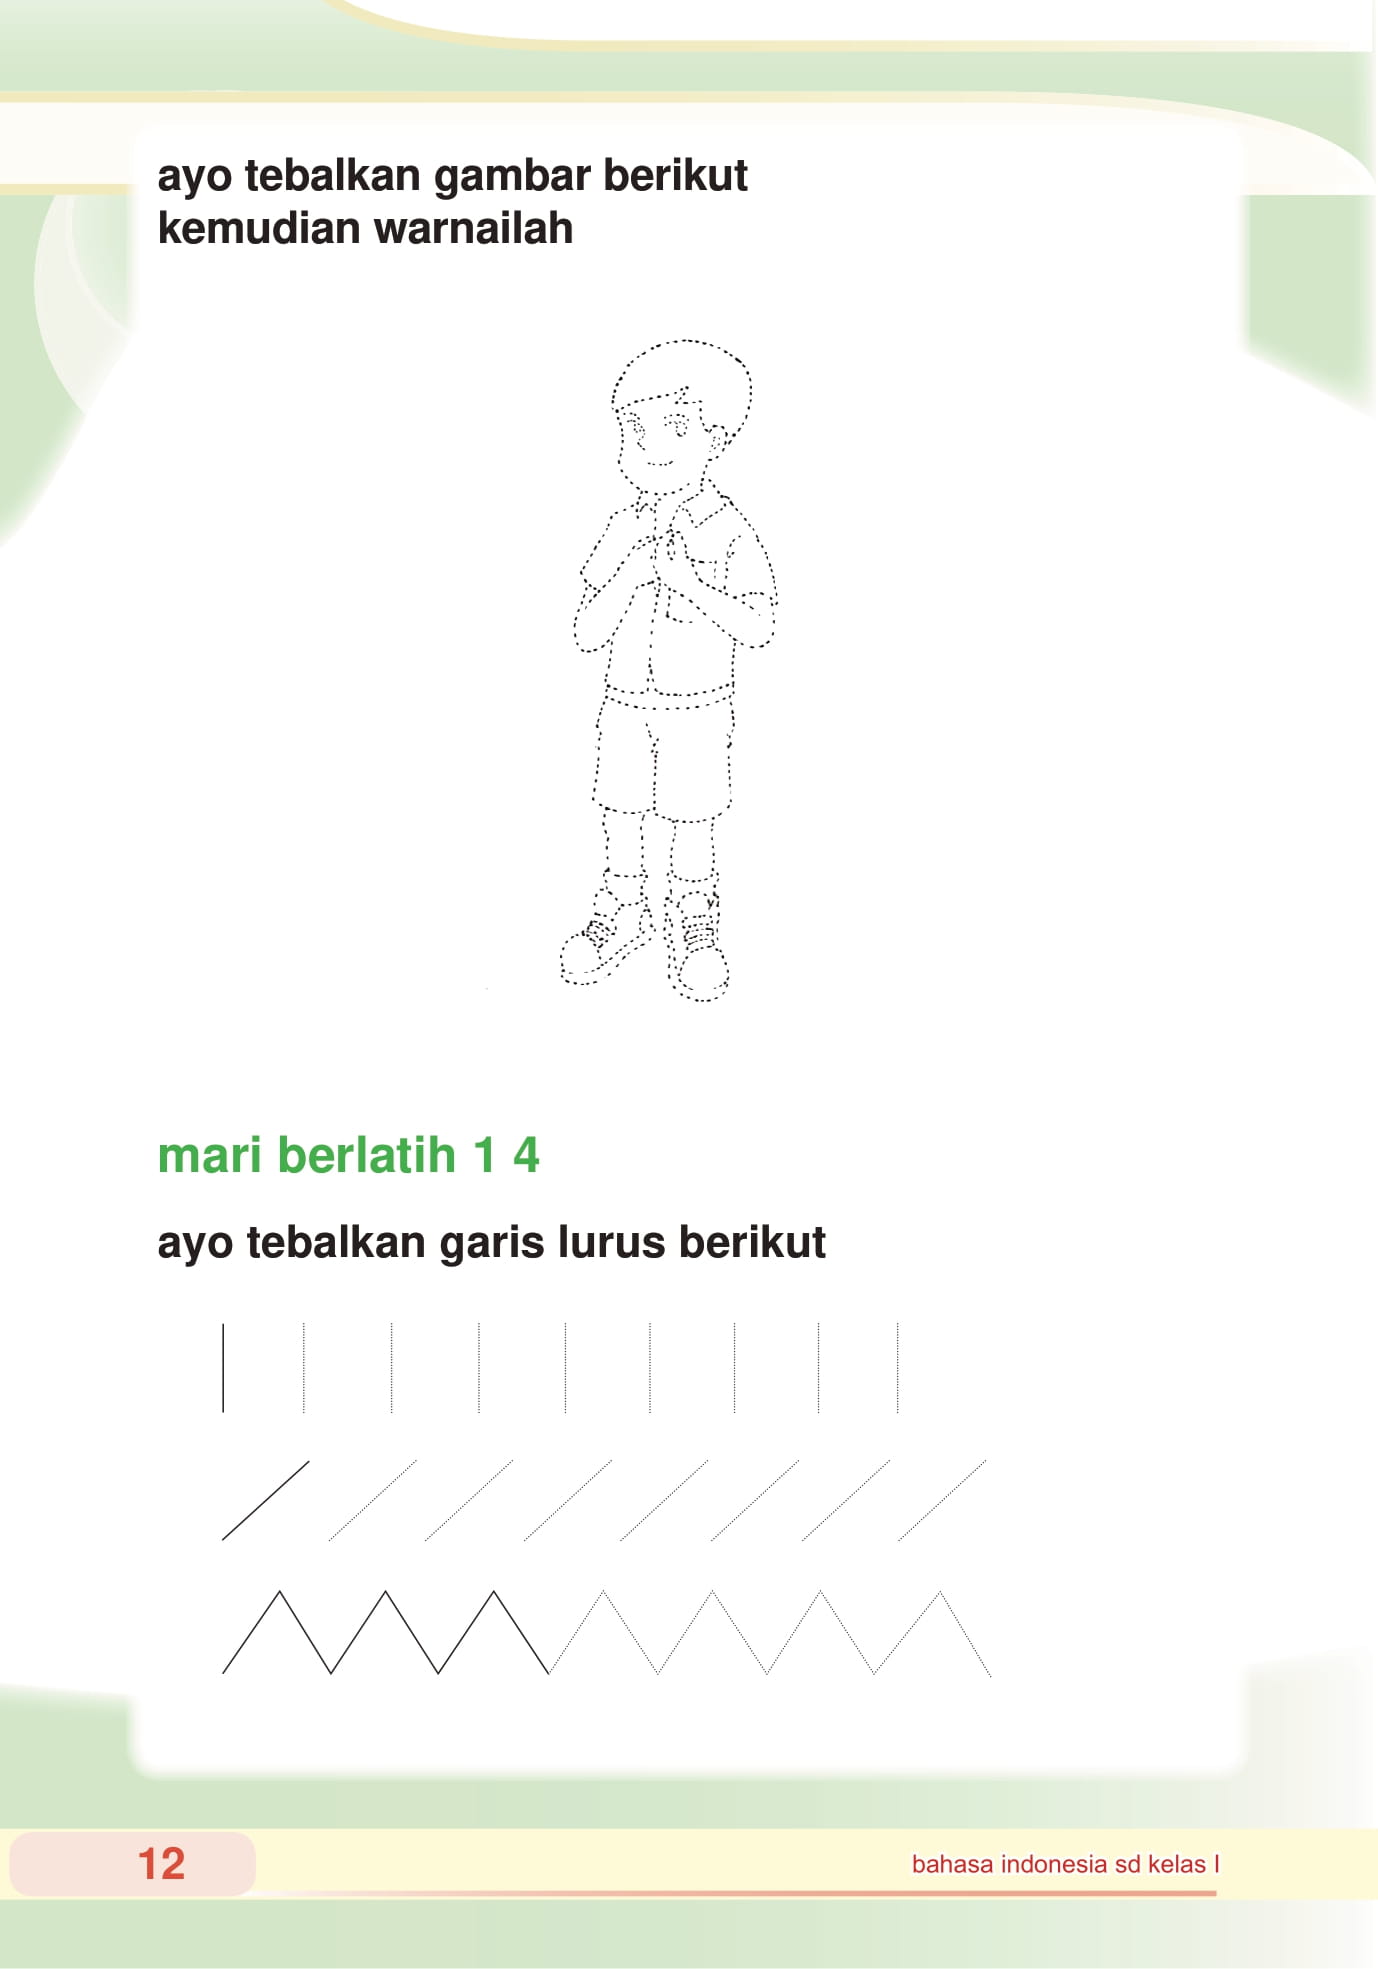 ayo tebalkan gambar berikut
kemudian warnailah
mari berlatih 1 4
ayo tebalkan garis lurus berikut
12
bahasa indonesia sd kelas I